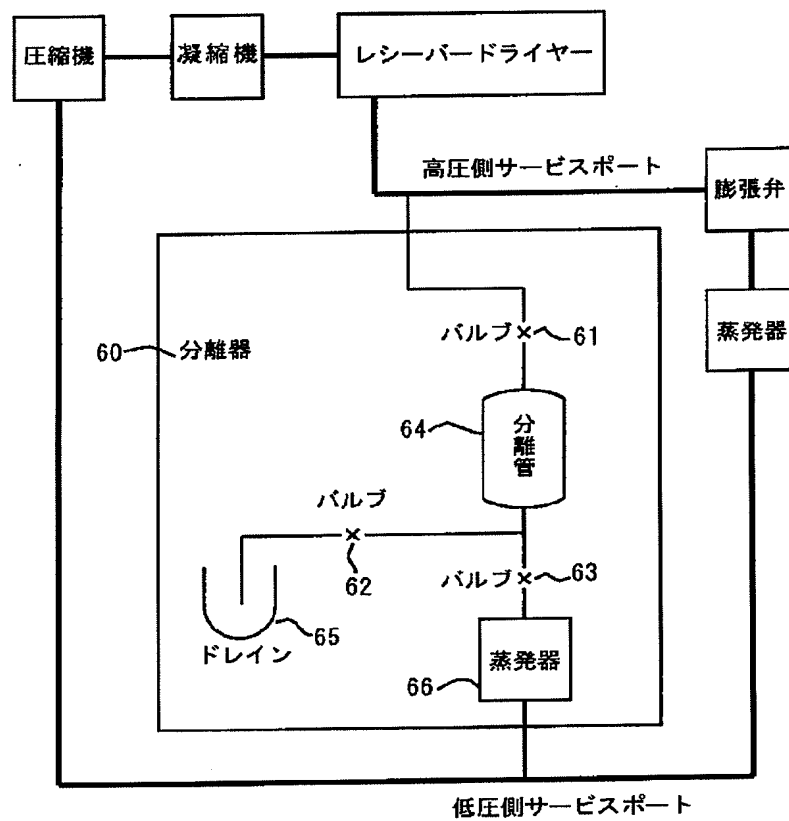 圧縮機
凝縮機
レシーバードライヤー
高圧側サービスポート
膨張弁
蒸発器
60
分離器
バルブ
61
64
分離管
バルブ
62
バルブ
63
65
ドレイン
66
蒸発器
低圧側サービスポート